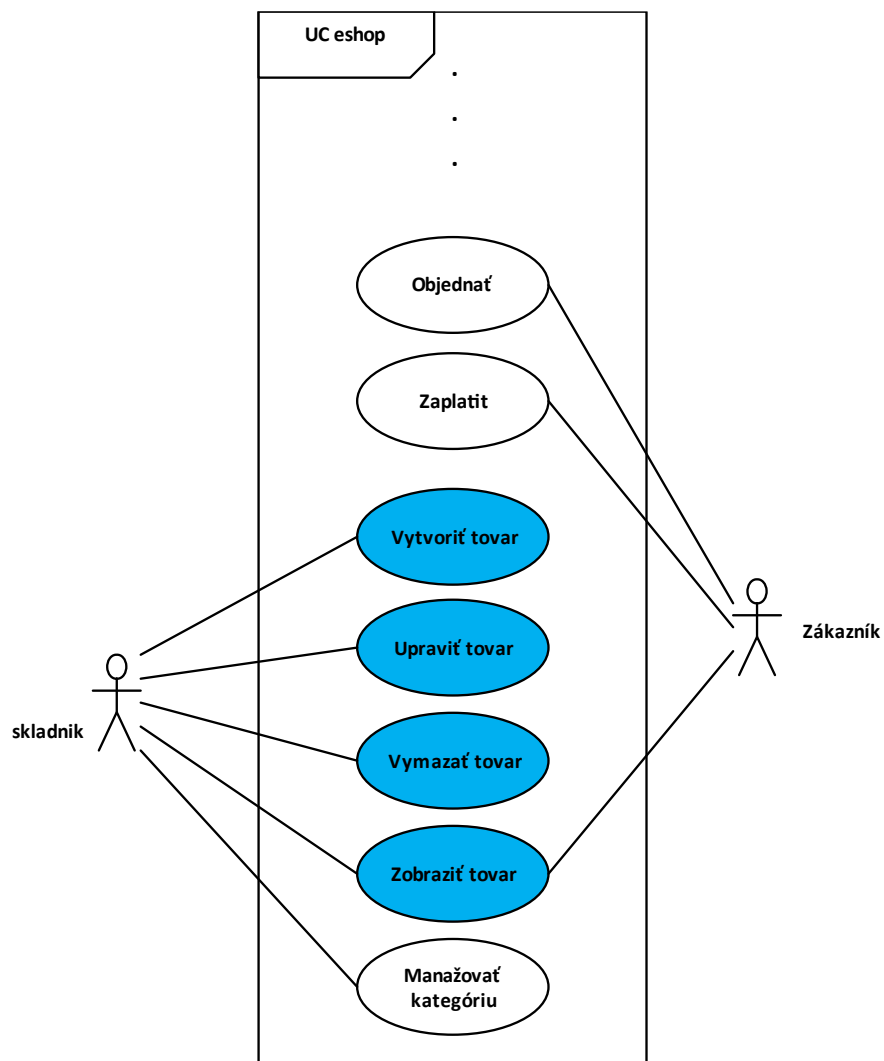 UC eshop
Objednať
Zaplatit
Vytvoriť tovar
Upraviť tovar
Zákazník
skladnik
Vymazať tovar
Zobraziť tovar
Manažovať
kategóriu